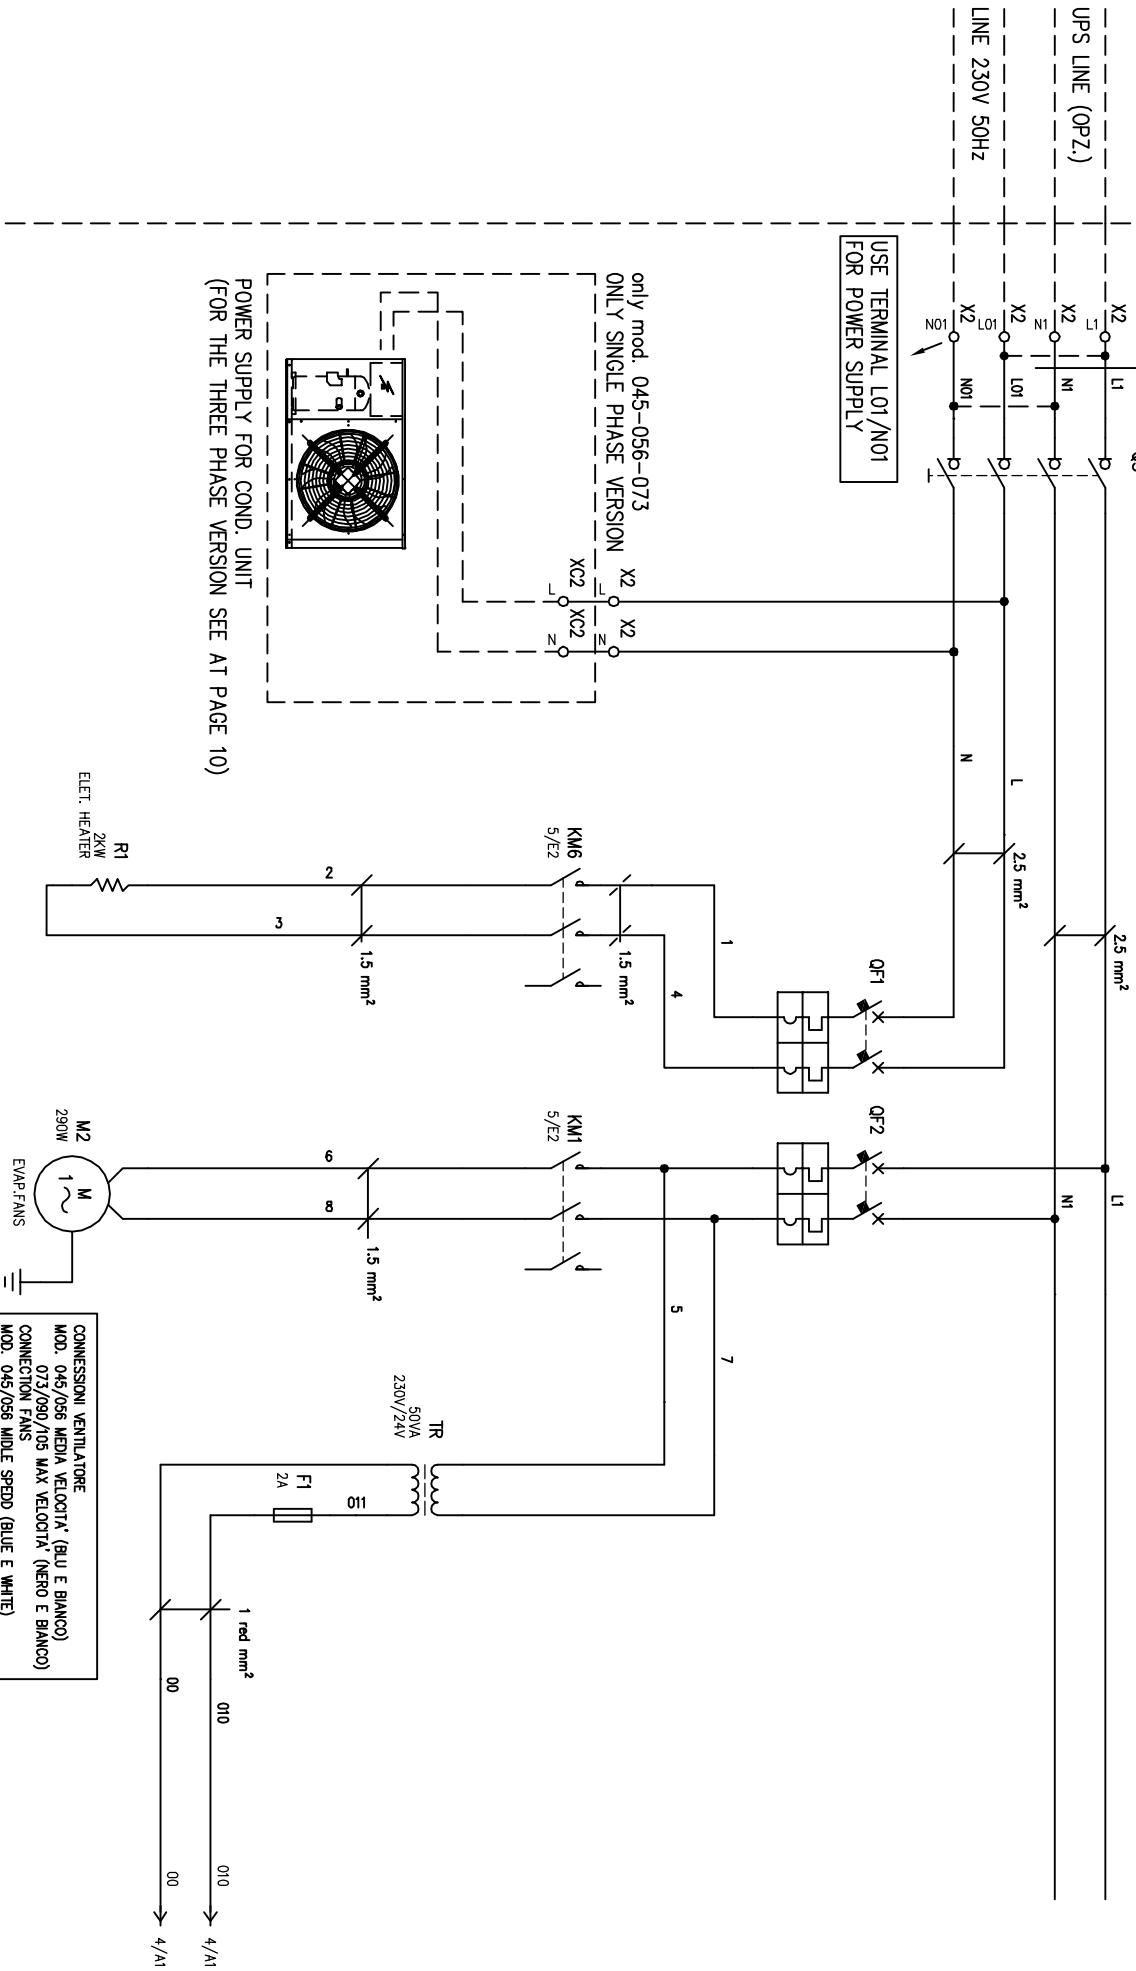 UPS LINE (OPZ.)
LINE 230V 50Hz
X2
L1
X2
N1
X2
L01
X2
N01
L1
N1
L01
N01
USE TERMINAL L01/N01
FOR POWER SUPPLY
only mod. 045-056-073
ONLY SINGLE PHASE VERSION
X2
L
XC2
L
X2
N
XC2
N
POWER SUPPLY FOR COND. UNIT
(FOR THE THREE PHASE VERSION SEE AT PAGE 10)
N
L
2.5 mm²
2.5 mm²
QF1
1
4
KM6
5/E2
1.5 mm²
2
3
1.5 mm²
R1
2KW
ELET. HEATER
L1
N1
QF2
KM1
5/E2
5
7
6
8
1.5 mm²
M2
290W
M
1
EVAP.FANS
TR
50VA
230V/24V
F1
2A
011
1 red mm²
00
010
00
010
4/A1
4/A1
CONNESSIONI VENTILATORE
MOD. 045/056 MEDIA VELOCITA' (BLU E BIANCO)
073/090/105 MAX VELOCITA' (NERO E BIANCO)
CONNECTION FANS
MOD. 045/056 MIDLE SPEDD (BLUE E WHITE)